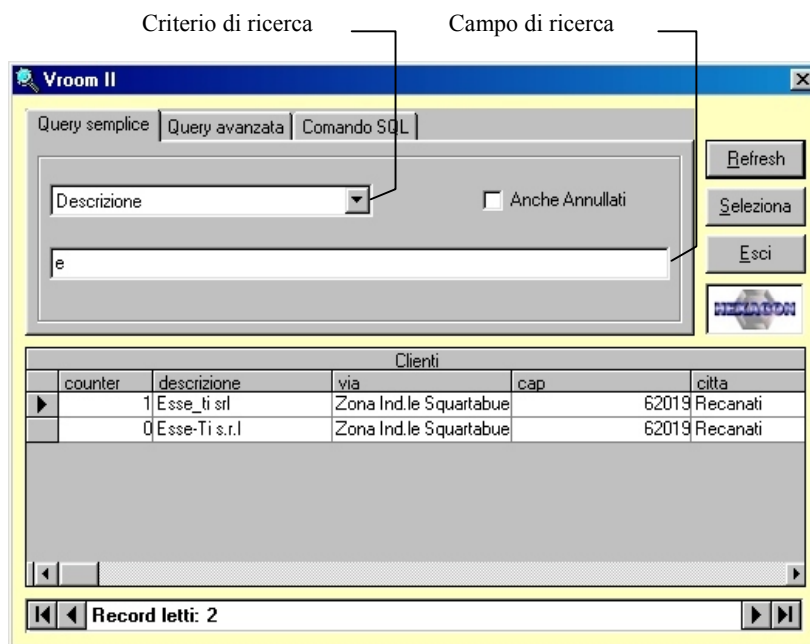 Criterio di ricerca Campo di ricerca
Vroom II
Query semplice Query avanzata Comando SQL
Refresh
Descrizione Anche Annullati Seleziona
e Esci
HEXAGON
Clienti
counter descrizione via cap citta
1 Esse_ti srl Zona Ind.le Squartabue 62019 Recanati
0 Esse-Ti s.r.l Zona Ind.le Squartabue 62019 Recanati
Record letti: 2